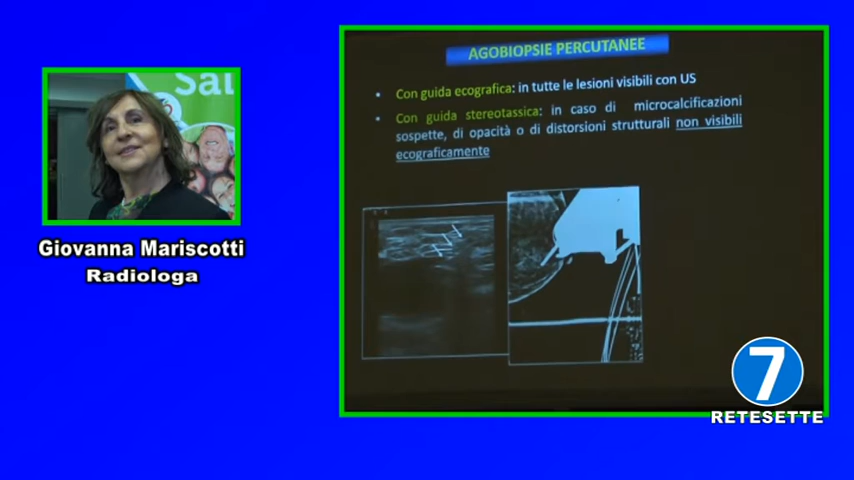 Sal
Giovanna Mariscotti
Radiologa
AGOBIOPSIE PERCUTANEE
• Con guida ecografica: in tutte le lesioni visibili con US
• Con guida stereotassica: in caso di microcalcificazioni
sospette, di opacità o di distorsioni strutturali non visibili
ecograficamente
7
RETESETTE